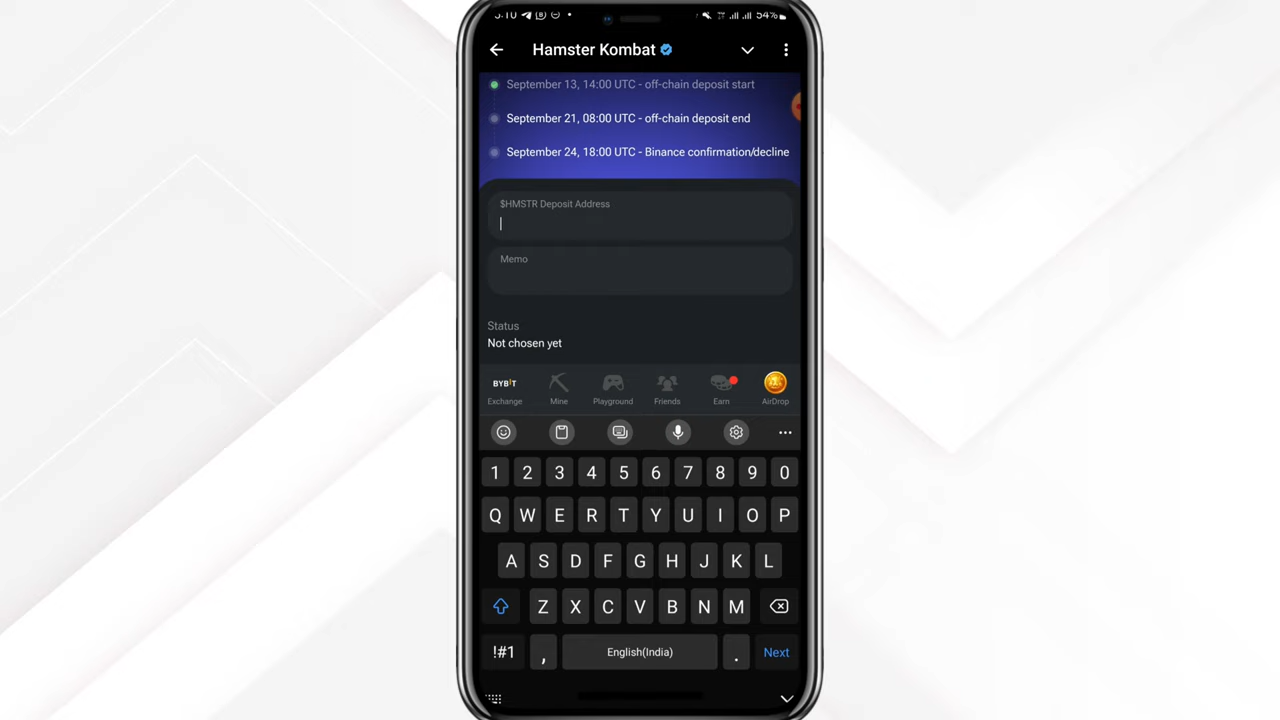 5:10 54%
Hamster Kombat
September 13, 14:00 UTC - off-chain deposit start
September 21, 08:00 UTC - off-chain deposit end
September 24, 18:00 UTC - Binance confirmation/decline
$HMSTR Deposit Address
Memo
Status
Not chosen yet
BYBIT
Exchange Mine Playground Friends Earn AirDrop
1 2 3 4 5 6 7 8 9 0
Q W E R T Y U I O P
A S D F G H J K L
Z X C V B N M
!#1 , English(India) . Next